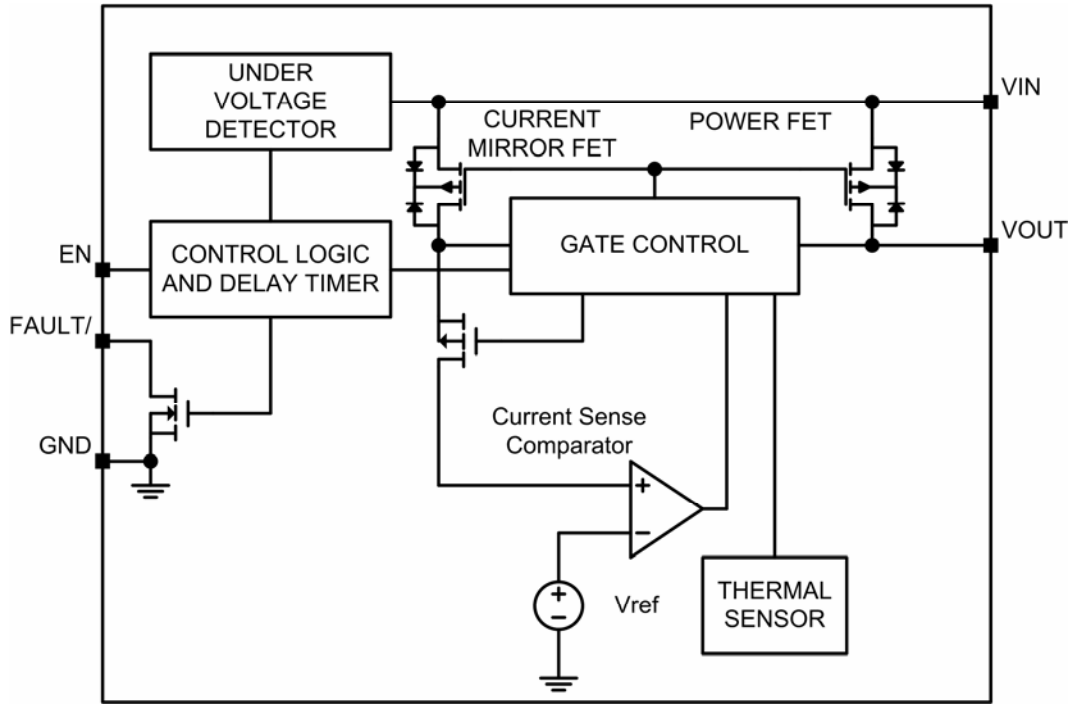 UNDER
VOLTAGE
DETECTOR
VIN
CURRENT
MIRROR FET
POWER FET
EN
CONTROL LOGIC
AND DELAY TIMER
GATE CONTROL
VOUT
FAULT/
GND
Current Sense
Comparator
+
−
+
−
Vref
THERMAL
SENSOR